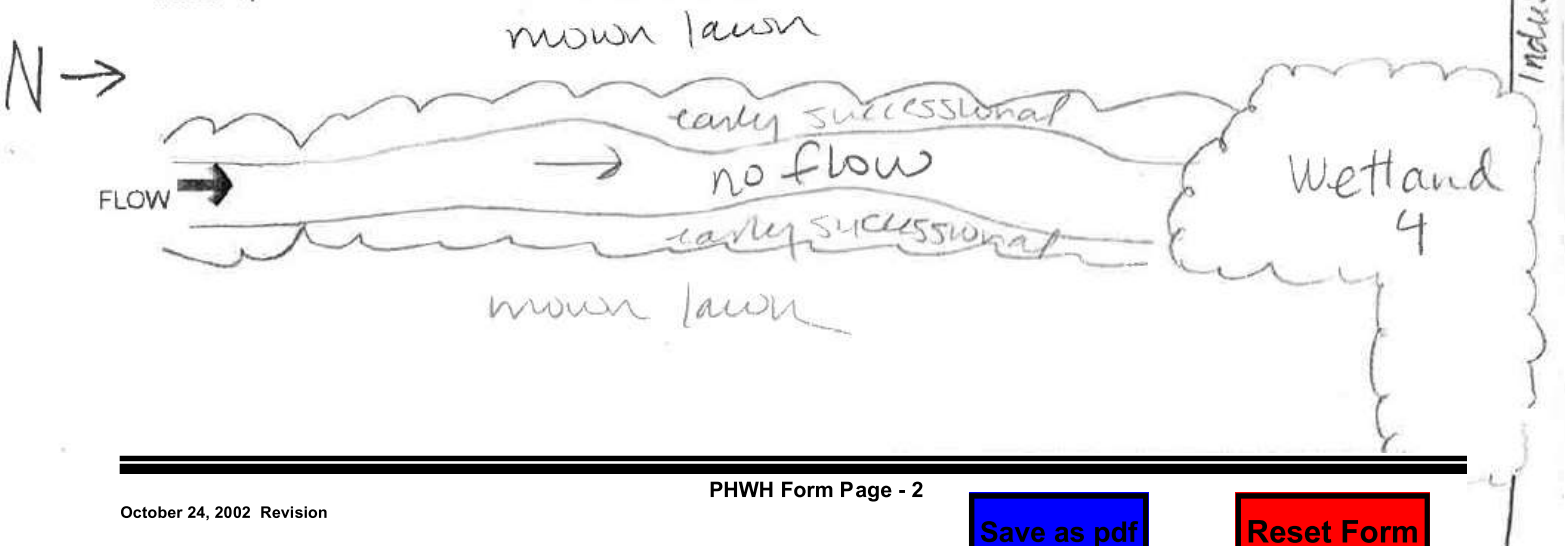 mown lawn
N
early successional
no flow
FLOW
Wetland
4
early successional
mown lawn
PHWH Form Page - 2
October 24, 2002 Revision
Save as pdf
Reset Form